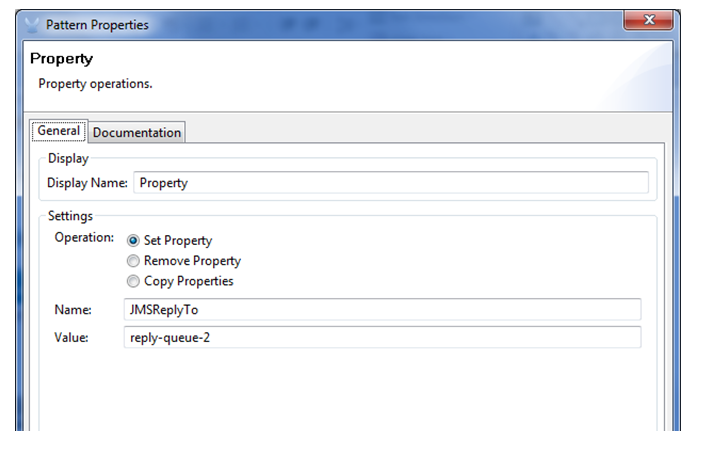 Pattern Properties
Property
Property operations.
General Documentation
Display
Display Name: Property
Settings
Operation: Set Property
Remove Property
Copy Properties
Name: JMSReplyTo
Value: reply-queue-2